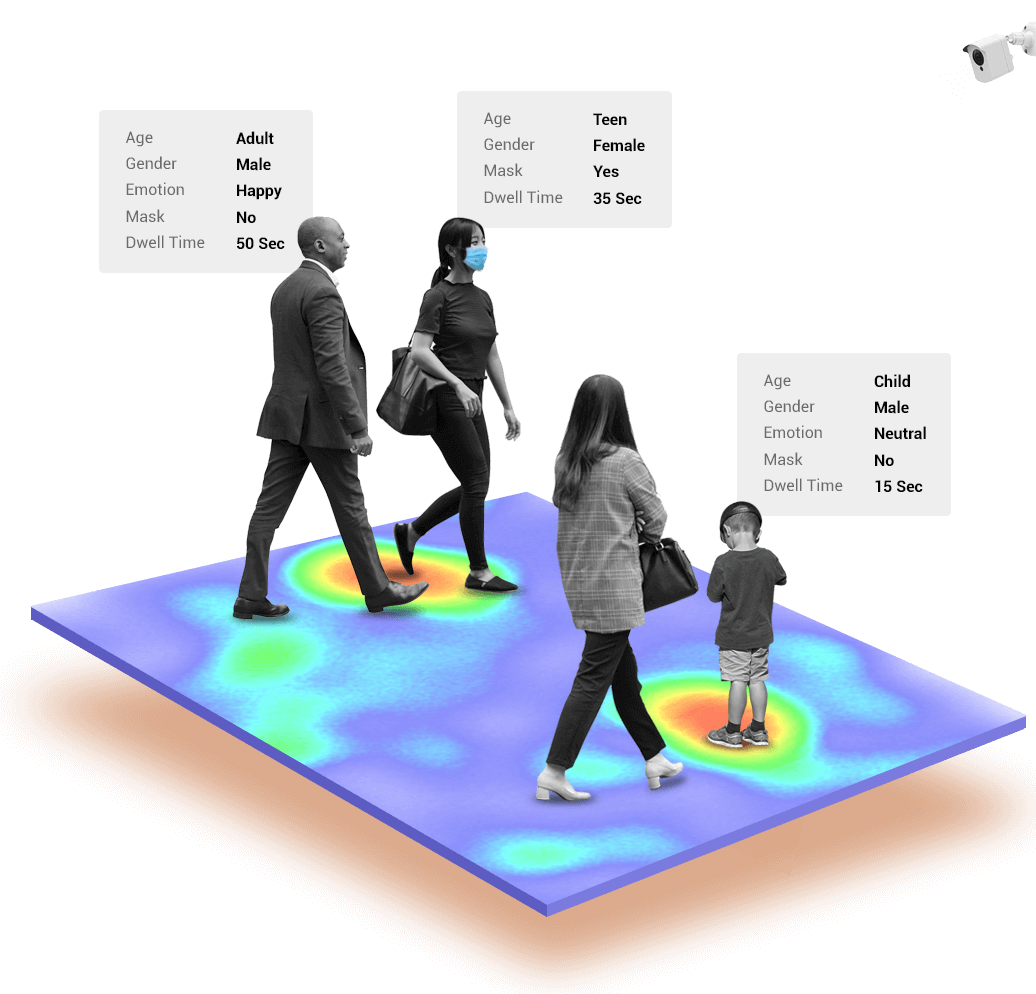 Age Adult
Gender Male
Emotion Happy
Mask No
Dwell Time 50 Sec
Age Teen
Gender Female
Mask Yes
Dwell Time 35 Sec
Age Child
Gender Male
Emotion Neutral
Mask No
Dwell Time 15 Sec